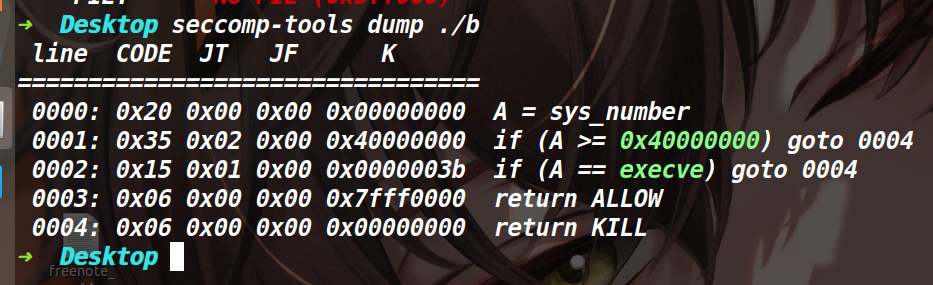 ➜  Desktop seccomp-tools dump ./b
 line  CODE  JT   JF      K
=================================
 0000: 0x20 0x00 0x00 0x00000000  A = sys_number
 0001: 0x35 0x02 0x00 0x40000000  if (A >= 0x40000000) goto 0004
 0002: 0x15 0x01 0x00 0x0000003b  if (A == execve) goto 0004
 0003: 0x06 0x00 0x00 0x7fff0000  return ALLOW
 0004: 0x06 0x00 0x00 0x00000000  return KILL
➜  Desktop
freenote_